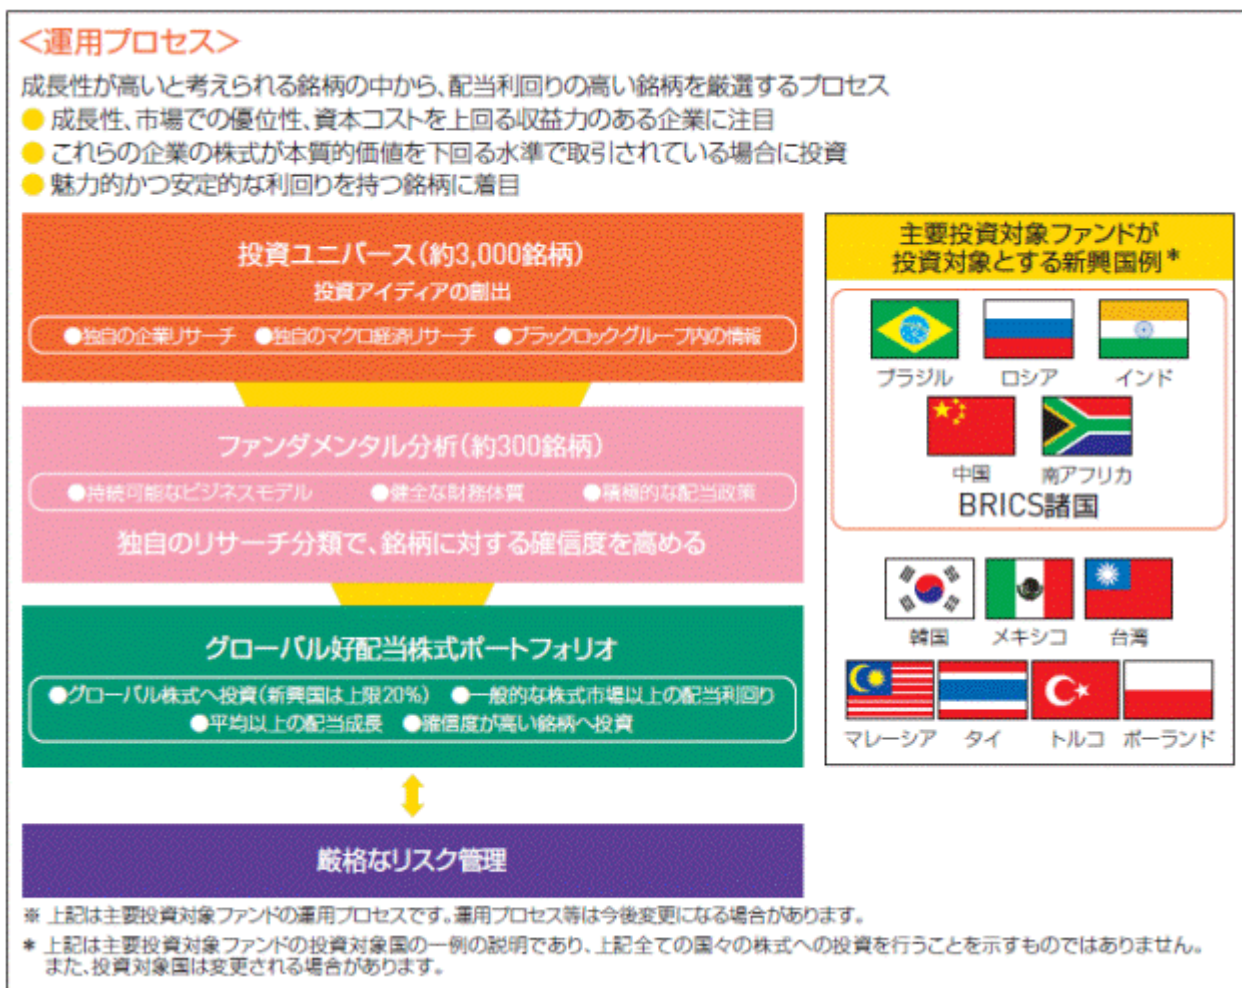 <運用プロセス>
成長性が高いと考えられる銘柄の中から、配当利回りの高い銘柄を厳選するプロセス
● 成長性、市場での優位性、資本コストを上回る収益力のある企業に注目
● これらの企業の株式が本質的価値を下回る水準で取引されている場合に投資
● 魅力的かつ安定的な利回りを持つ銘柄に着目
投資ユニバース(約3,000銘柄)
投資アイディアの創出
●独自の企業リサーチ ●独自のマクロ経済リサーチ ●ブラックロックグループ内の情報
ファンダメンタル分析(約300銘柄)
●持続可能なビジネスモデル ●健全な財務体質 ●積極的な配当政策
独自のリサーチ分類で、銘柄に対する確信度を高める
グローバル好配当株式ポートフォリオ
●グローバル株式へ投資(新興国は上限20%) ●一般的な株式市場以上の配当利回り
●平均以上の配当成長 ●確信度が高い銘柄へ投資
厳格なリスク管理
主要投資対象ファンドが
投資対象とする新興国例*
ブラジル ロシア インド
中国 南アフリカ
BRICS諸国
韓国 メキシコ 台湾
マレーシア タイ トルコ ポーランド
※ 上記は主要投資対象ファンドの運用プロセスです。運用プロセス等は今後変更になる場合があります。
* 上記は主要投資対象ファンドの投資対象国の一例の説明であり、上記全ての国々の株式への投資を行うことを示すものではありません。
また、投資対象国は変更される場合があります。